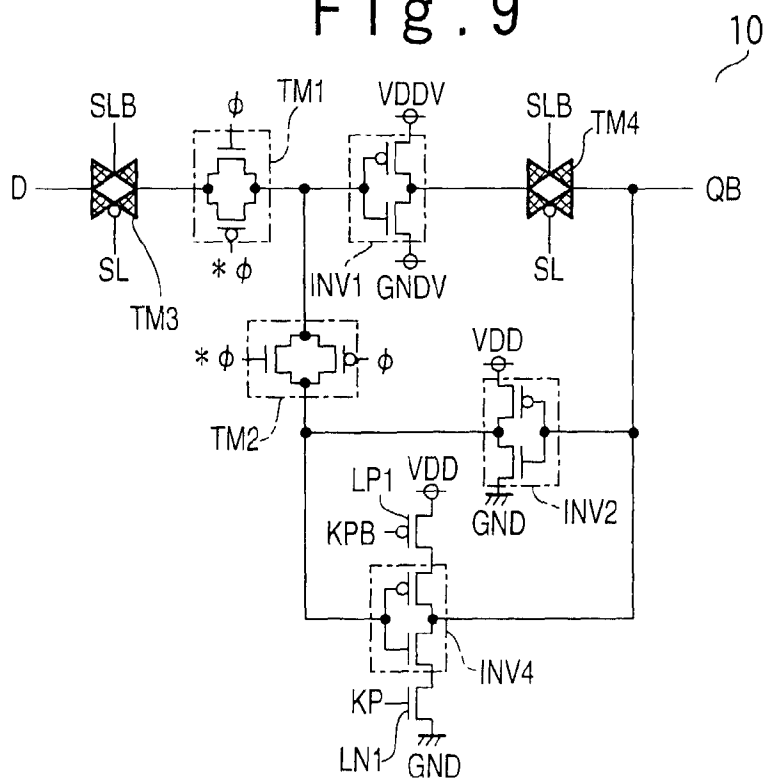 Fig.9
10
SLB
φ
TM1
VDDV
SLB
TM4
D
QB
SL
*φ
INV1
GNDV
SL
TM3
*φ
φ
VDD
TM2
LP1
VDD
GND
INV2
KPB
INV4
KP
LN1
GND